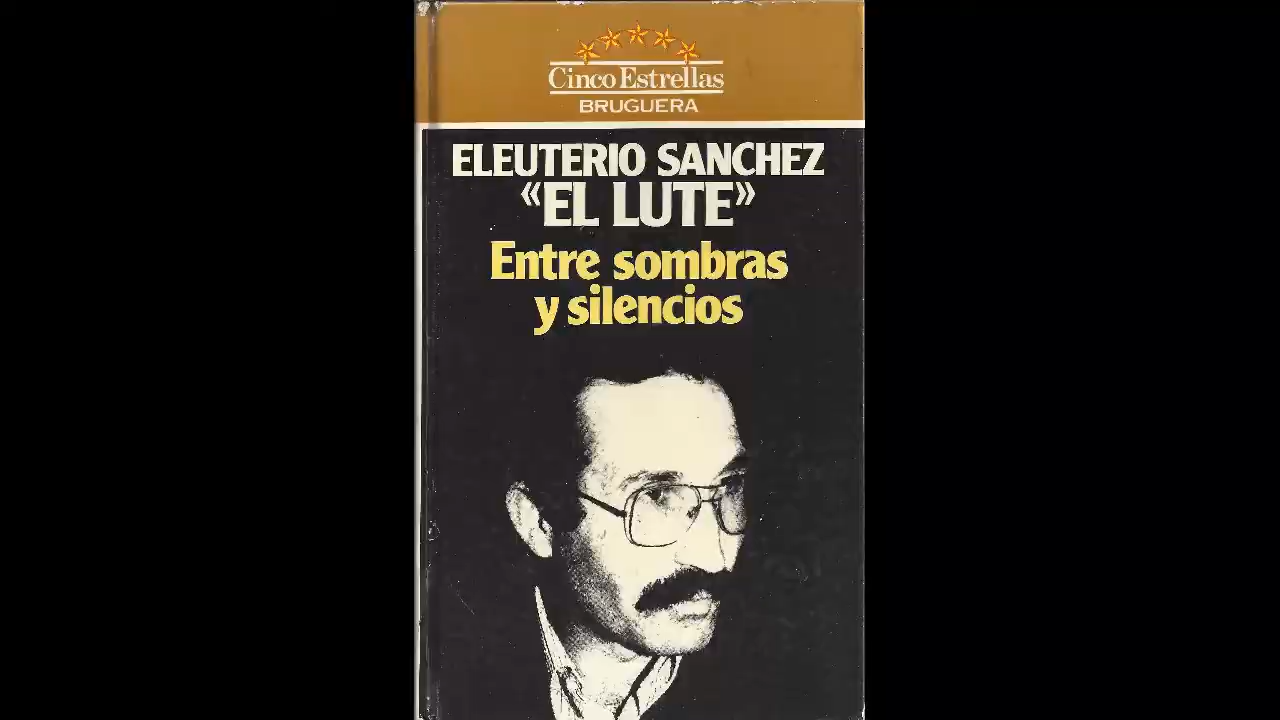 Cinco Estrellas
BRUGUERA
ELEUTERIO SANCHEZ
«EL LUTE»
Entre sombras
y silencios